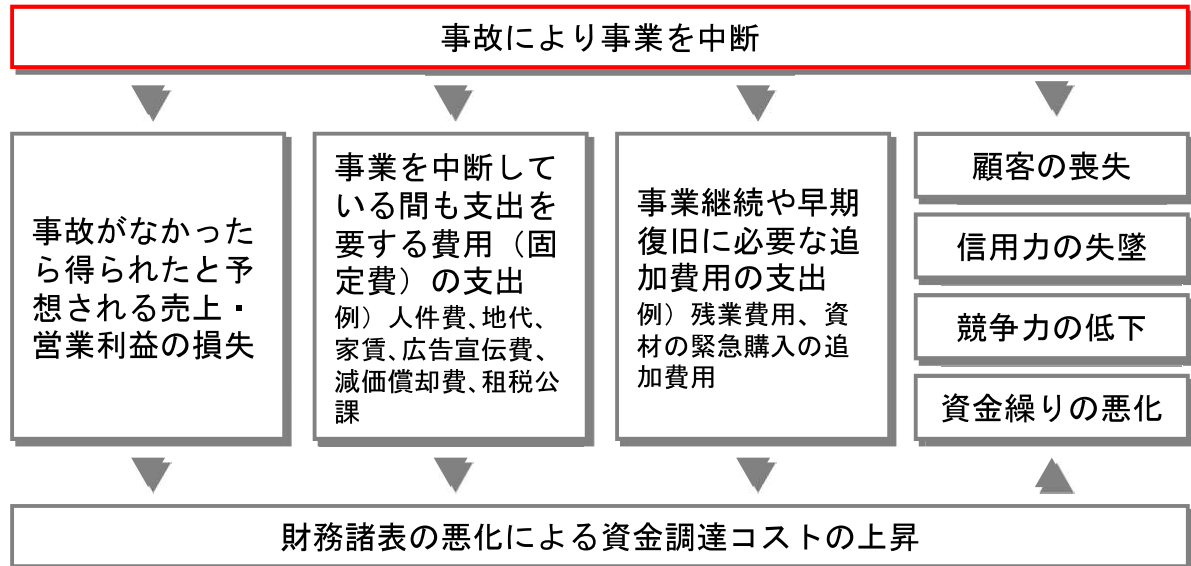 事故により事業を中断
事故がなかった
ら得られたと予
想される売上・
営業利益の損失
事業を中断して
いる間も支出を
要する費用（固
定費）の支出
例）人件費、地代、
家賃、広告宣伝費、
減価償却費、租税公
課
事業継続や早期
復旧に必要な追
加費用の支出
例）残業費用、資
材の緊急購入の追
加費用
顧客の喪失
信用力の失墜
競争力の低下
資金繰りの悪化
財務諸表の悪化による資金調達コストの上昇